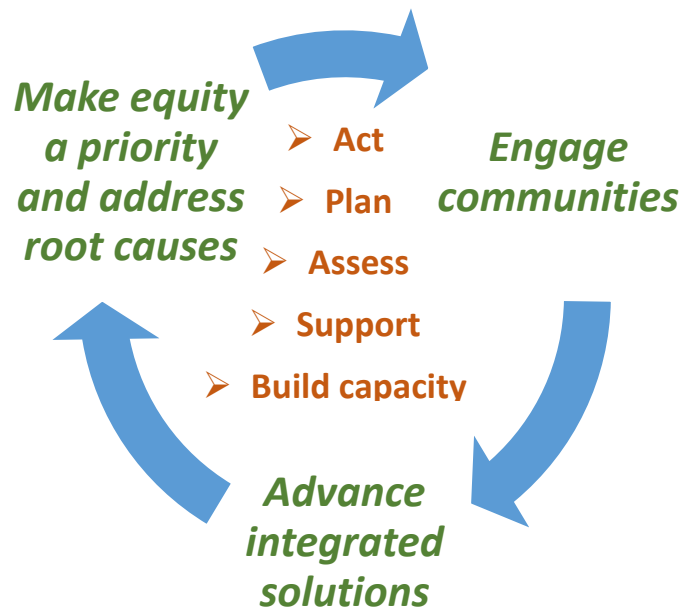 Make equity
a priority
and address
root causes
Act
Plan
Assess
Support
Build capacity
Engage
communities
Advance
integrated
solutions